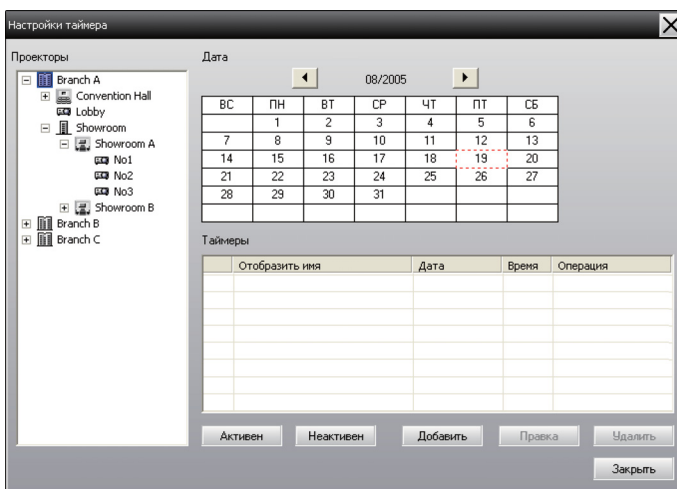 Настройки таймера
Проекторы
Branch A
Convention Hall
Lobby
Showroom
Showroom A
No1
No2
No3
Showroom B
Branch B
Branch C
Дата
08/2005
ВС ПН ВТ СР ЧТ ПТ СБ
1 2 3 4 5 6
7 8 9 10 11 12 13
14 15 16 17 18 19 20
21 22 23 24 25 26 27
28 29 30 31
Таймеры
Отобразить имя Дата Время Операция
Активен Неактивен Добавить Правка Удалить
Закрыть